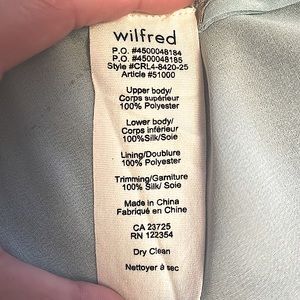 wilfred
P.O. #4500048184
P.O. #4500048185
Style #CRL4-8420-25
Article #51000
Upper body/
Corps supérieur
100% Polyester
Lower body/
Corps inférieur
100%Silk/ Soie
Lining/Doublure
100% Polyester
Trimming/Garniture
100% Silk/ Soie
Made in China
Fabriqué en Chine
CA 23725
RN 122354
Dry Clean
Nettoyer à sec